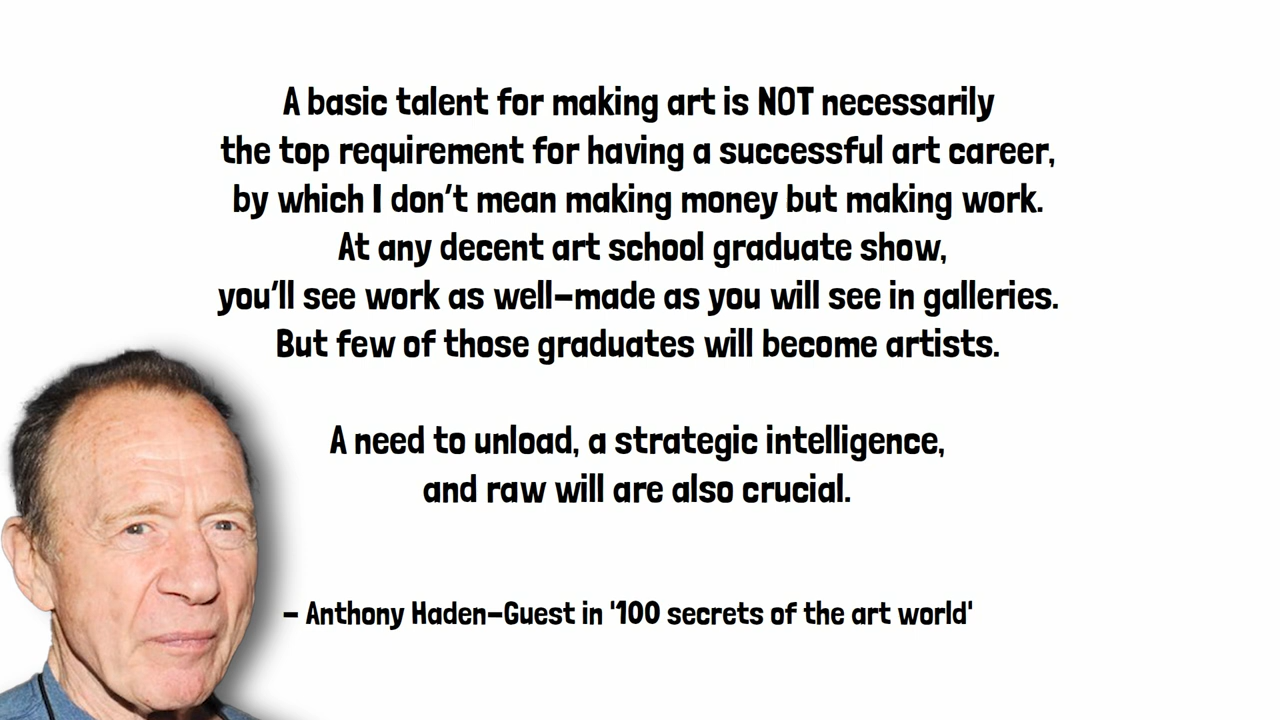 A basic talent for making art is NOT necessarily
the top requirement for having a successful art career,
by which I don't mean making money but making work.
At any decent art school graduate show,
you'll see work as well-made as you will see in galleries.
But few of those graduates will become artists.
A need to unload, a strategic intelligence,
and raw will are also crucial.
- Anthony Haden-Guest in '100 secrets of the art world'